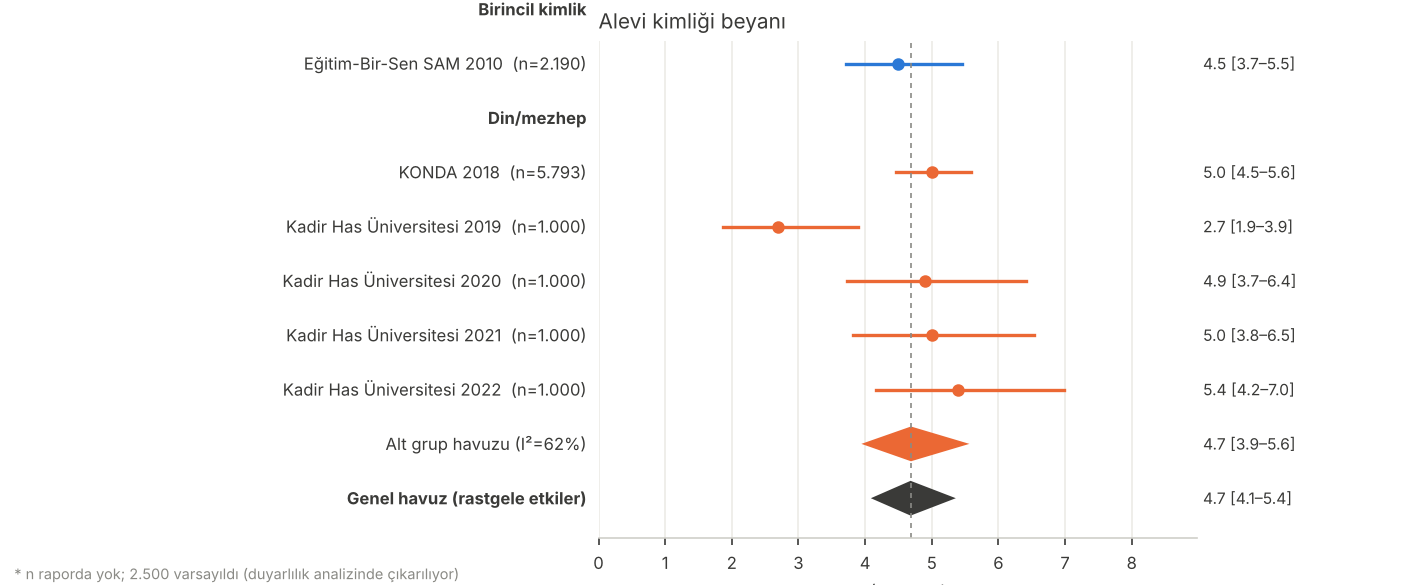 Birincil kimlik
Alevi kimliği beyanı
Eğitim-Bir-Sen SAM 2010 (n=2.190) 4.5 [3.7–5.5]
Din/mezhep
KONDA 2018 (n=5.793) 5.0 [4.5–5.6]
Kadir Has Üniversitesi 2019 (n=1.000) 2.7 [1.9–3.9]
Kadir Has Üniversitesi 2020 (n=1.000) 4.9 [3.7–6.4]
Kadir Has Üniversitesi 2021 (n=1.000) 5.0 [3.8–6.5]
Kadir Has Üniversitesi 2022 (n=1.000) 5.4 [4.2–7.0]
Alt grup havuzu (I²=62%) 4.7 [3.9–5.6]
Genel havuz (rastgele etkiler) 4.7 [4.1–5.4]
0 1 2 3 4 5 6 7 8
* n raporda yok; 2.500 varsayıldı (duyarlılık analizinde çıkarılıyor)